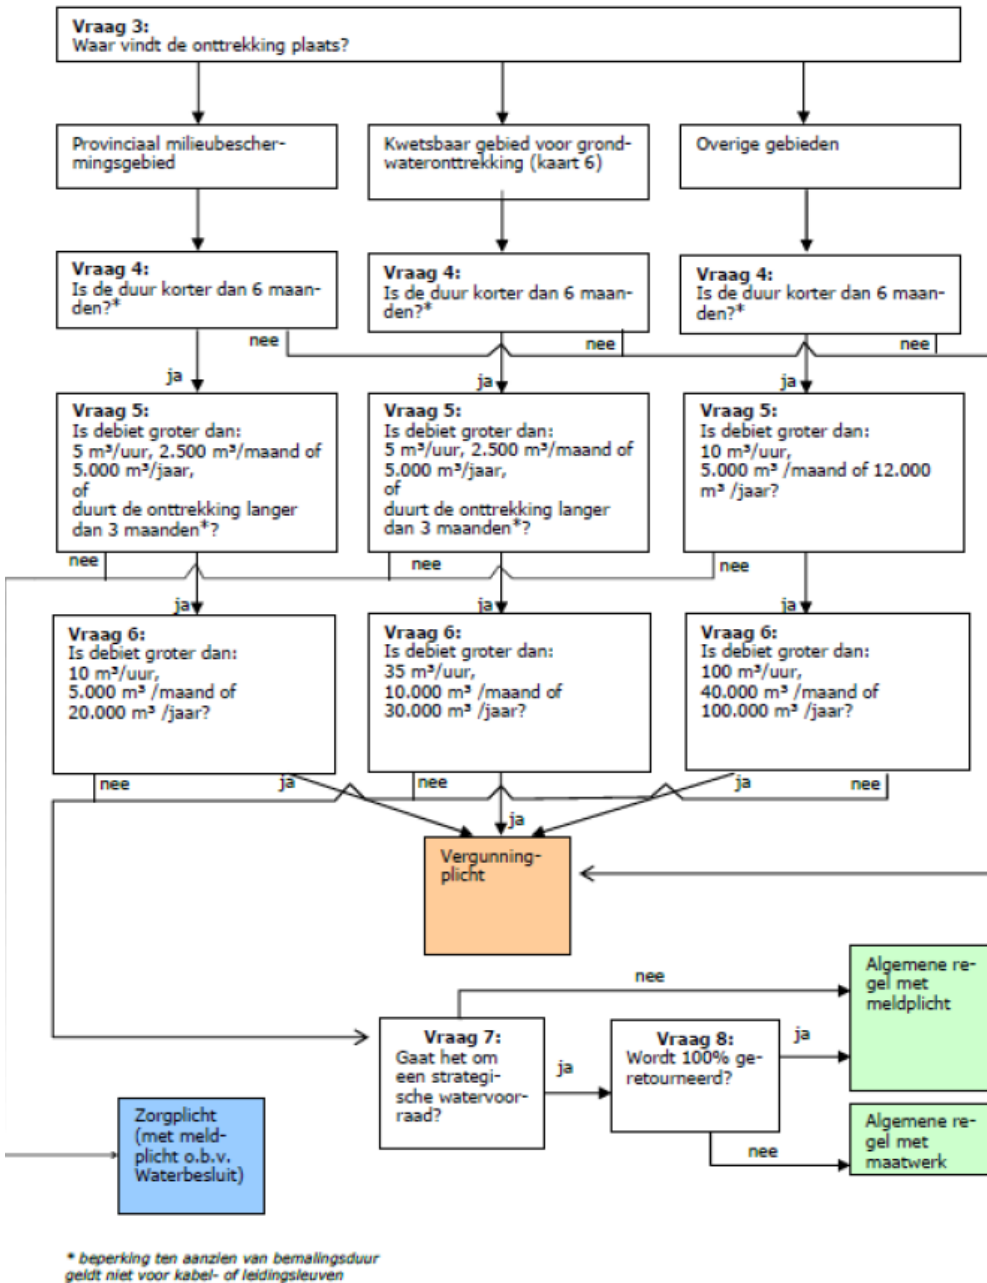 Vraag 3:
Waar vindt de onttrekking plaats?
Provinciaal milieubescher-
mingsgebied
Kwetsbaar gebied voor grond-
wateronttrekking (kaart 6)
Overige gebieden
Vraag 4:
Is de duur korter dan 6 maan-
den?*
nee
ja
Vraag 4:
Is de duur korter dan 6 maan-
den?*
nee
ja
Vraag 4:
Is de duur korter dan 6 maan-
den?*
nee
ja
Vraag 5:
Is debiet groter dan:
5 m³/uur, 2.500 m³/maand of
5.000 m³/jaar,
of
duurt de onttrekking langer
dan 3 maanden*?
nee
ja
Vraag 5:
Is debiet groter dan:
5 m³/uur, 2.500 m³/maand of
5.000 m³/jaar,
of
duurt de onttrekking langer
dan 3 maanden*?
nee
ja
Vraag 5:
Is debiet groter dan:
10 m³/uur,
5.000 m³ /maand of 12.000
m³ /jaar?
nee
ja
Vraag 6:
Is debiet groter dan:
10 m³/uur,
5.000 m³ /maand of
20.000 m³ /jaar?
nee
ja
Vraag 6:
Is debiet groter dan:
35 m³/uur,
10.000 m³ /maand of
30.000 m³ /jaar?
nee
ja
Vraag 6:
Is debiet groter dan:
100 m³/uur,
40.000 m³ /maand of
100.000 m³ /jaar?
ja
nee
Vergunning-
plicht
nee
Vraag 7:
Gaat het om
een strategi-
sche watervoor-
raad?
ja
Vraag 8:
Wordt 100% ge-
retourneerd?
ja
nee
Algemene re-
gel met
meldplicht
Algemene re-
gel met
maatwerk
Zorgplicht
(met meld-
plicht o.b.v.
Waterbesluit)
* beperking ten aanzien van bemalingsduur
geldt niet voor kabel- of leidingsleuven